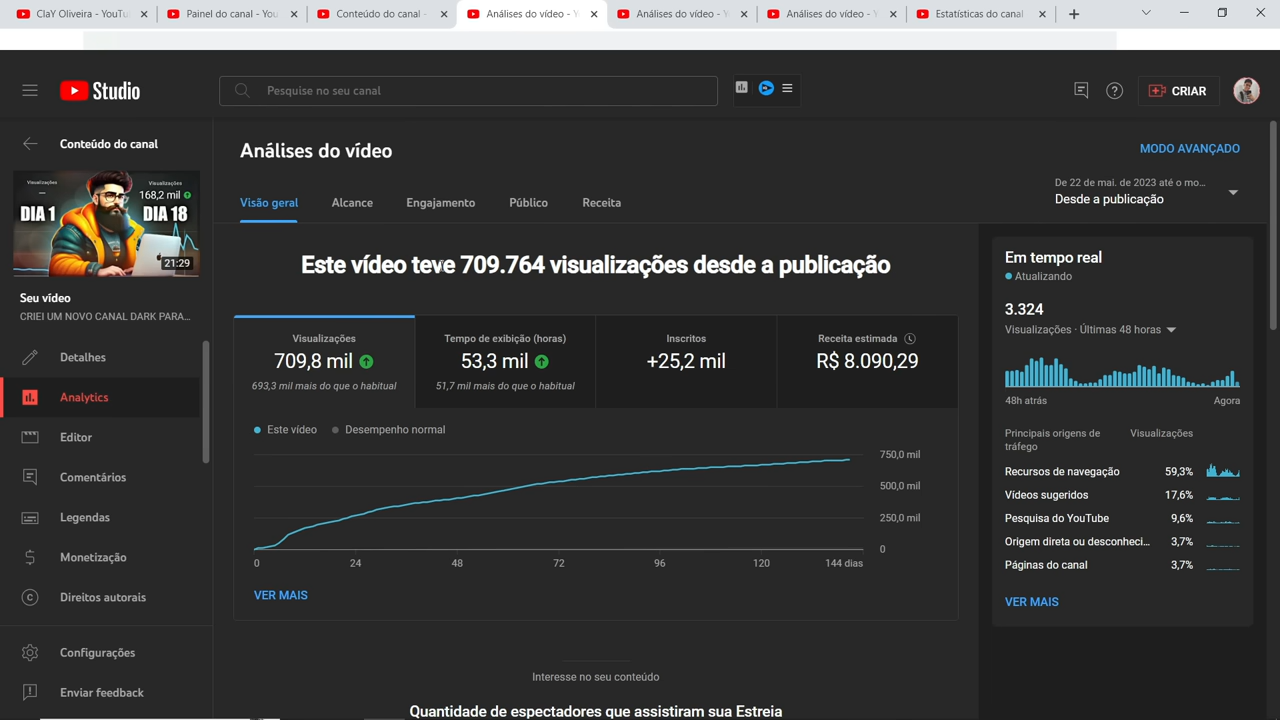 ClaY Oliveira - YouTu
Painel do canal - You
Conteúdo do canal -
Análises do vídeo - Y
Análises do vídeo - Y
Análises do vídeo - Y
Estatísticas do canal
Studio
Pesquise no seu canal
CRIAR
Conteúdo do canal
Visualizações
—
Visualizações
168,2 mil
DIA 1
DIA 18
21:29
Seu vídeo
CRIEI UM NOVO CANAL DARK PARA...
Detalhes
Analytics
Editor
Comentários
Legendas
Monetização
Direitos autorais
Configurações
Enviar feedback
Análises do vídeo
MODO AVANÇADO
Visão geral
Alcance
Engajamento
Público
Receita
De 22 de mai. de 2023 até o mo...
Desde a publicação
Este vídeo teve 709.764 visualizações desde a publicação
Visualizações
709,8 mil
693,3 mil mais do que o habitual
Tempo de exibição (horas)
53,3 mil
51,7 mil mais do que o habitual
Inscritos
+25,2 mil
Receita estimada
R$ 8.090,29
Este vídeo
Desempenho normal
750,0 mil
500,0 mil
250,0 mil
0
0
24
48
72
96
120
144 dias
VER MAIS
Interesse no seu conteúdo
Quantidade de espectadores que assistiram sua Estreia
Em tempo real
Atualizando
3.324
Visualizações · Últimas 48 horas
48h atrás
Agora
Principais origens de
tráfego
Visualizações
Recursos de navegação
59,3%
Vídeos sugeridos
17,6%
Pesquisa do YouTube
9,6%
Origem direta ou desconheci...
3,7%
Páginas do canal
3,7%
VER MAIS